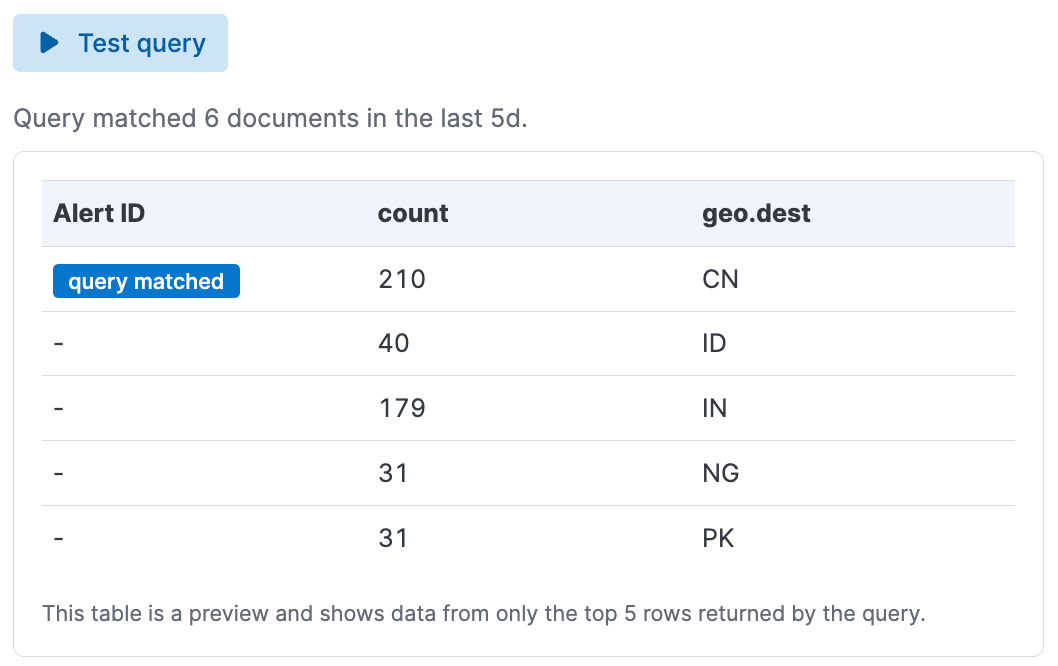 Test query
Query matched 6 documents in the last 5d.
Alert ID count geo.dest
query matched 210 CN
- 40 ID
- 179 IN
- 31 NG
- 31 PK
This table is a preview and shows data from only the top 5 rows returned by the query.